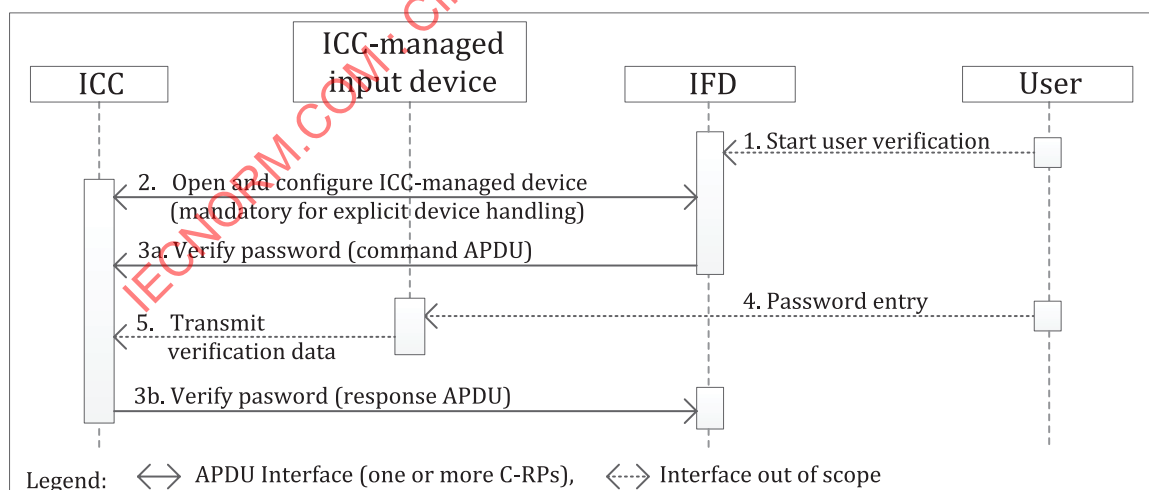 ICC
ICC-managed
input device
IFD
User
1. Start user verification
2. Open and configure ICC-managed device
(mandatory for explicit device handling)
3a. Verify password (command APDU)
4. Password entry
5. Transmit
verification data
3b. Verify pasword (response APDU)
Legend: APDU Interface (one or more C-RPs), Interface out of scope
IECNORM.COM :